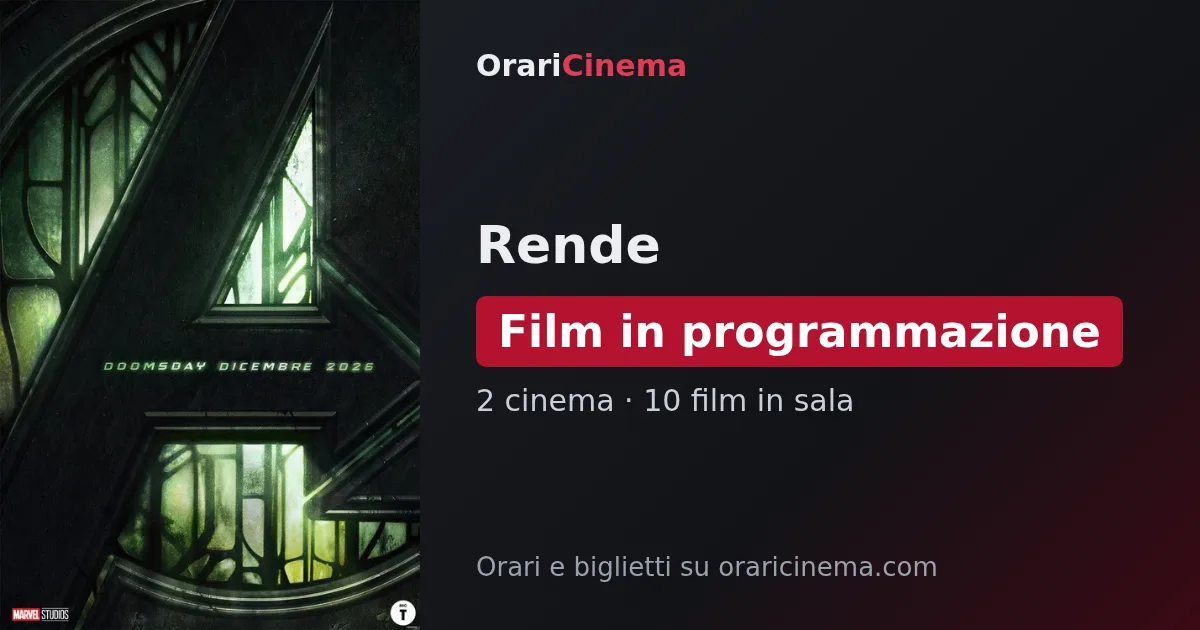 OrariCinema
Rende
Film in programmazione
2 cinema · 10 film in sala
Orari e biglietti su oraricinema.com
DOOMSDAY DICEMBRE 2026
MARVEL STUDIOS
T